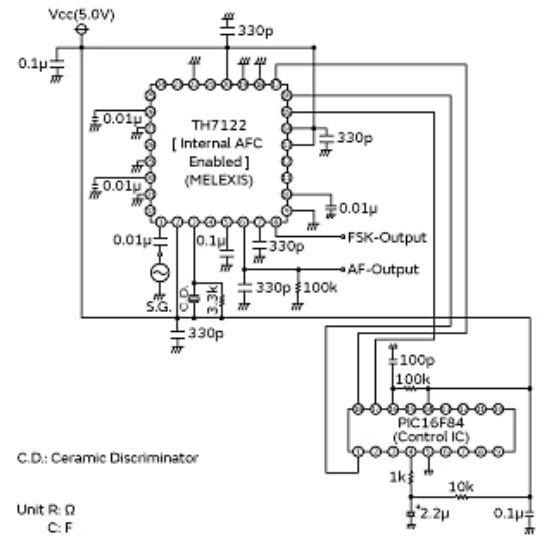 Vcc(5.0V)
330p
0.1μ
0.01μ
TH7122
[ Internal AFC
Enabled ]
(MELEXIS)
330p
0.01μ
0.01μ
0.01μ
0.1μ
330p
FSK-Output
AF-Output
S.G.
C.D.
3.3k
330p
100k
330p
100p
100k
PIC16F84
(Control IC)
C.D.: Ceramic Discriminator
1k
10k
+2.2μ
0.1μ
Unit R: Ω
C: F